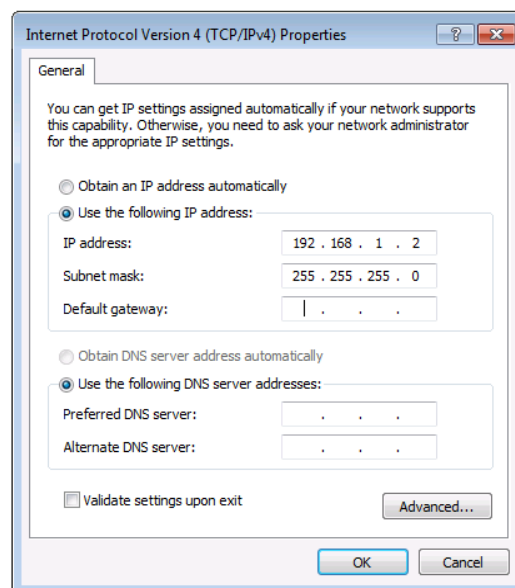 Internet Protocol Version 4 (TCP/IPv4) Properties
?
General
You can get IP settings assigned automatically if your network supports
this capability. Otherwise, you need to ask your network administrator
for the appropriate IP settings.
Obtain an IP address automatically
Use the following IP address:
IP address: 192 . 168 . 1 . 2
Subnet mask: 255 . 255 . 255 . 0
Default gateway: . . .
Obtain DNS server address automatically
Use the following DNS server addresses:
Preferred DNS server: . . .
Alternate DNS server: . . .
Validate settings upon exit
Advanced...
OK Cancel